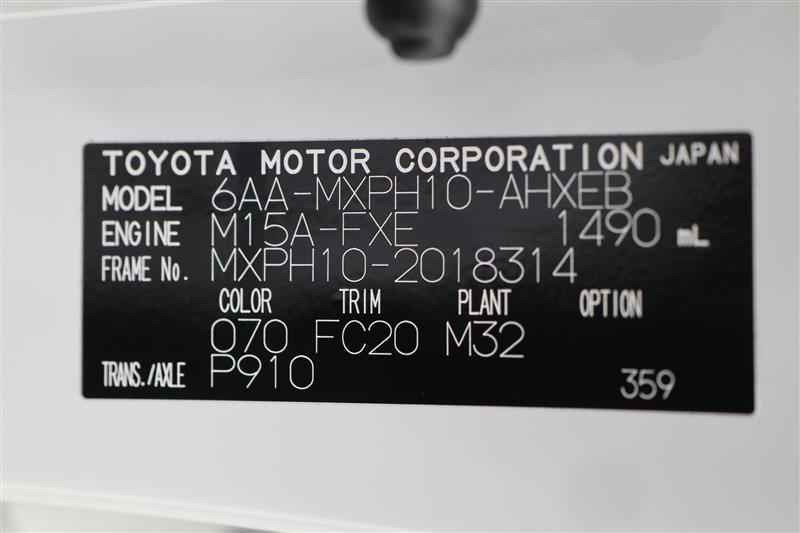 TOYOTA MOTOR CORPORATION JAPAN
MODEL 6AA-MXPH10-AHXEB
ENGINE M15A-FXE 1490 mL
FRAME No. MXPH10-2018314
COLOR TRIM PLANT OPTION
070 FC20 M32
TRANS./AXLE P910 359